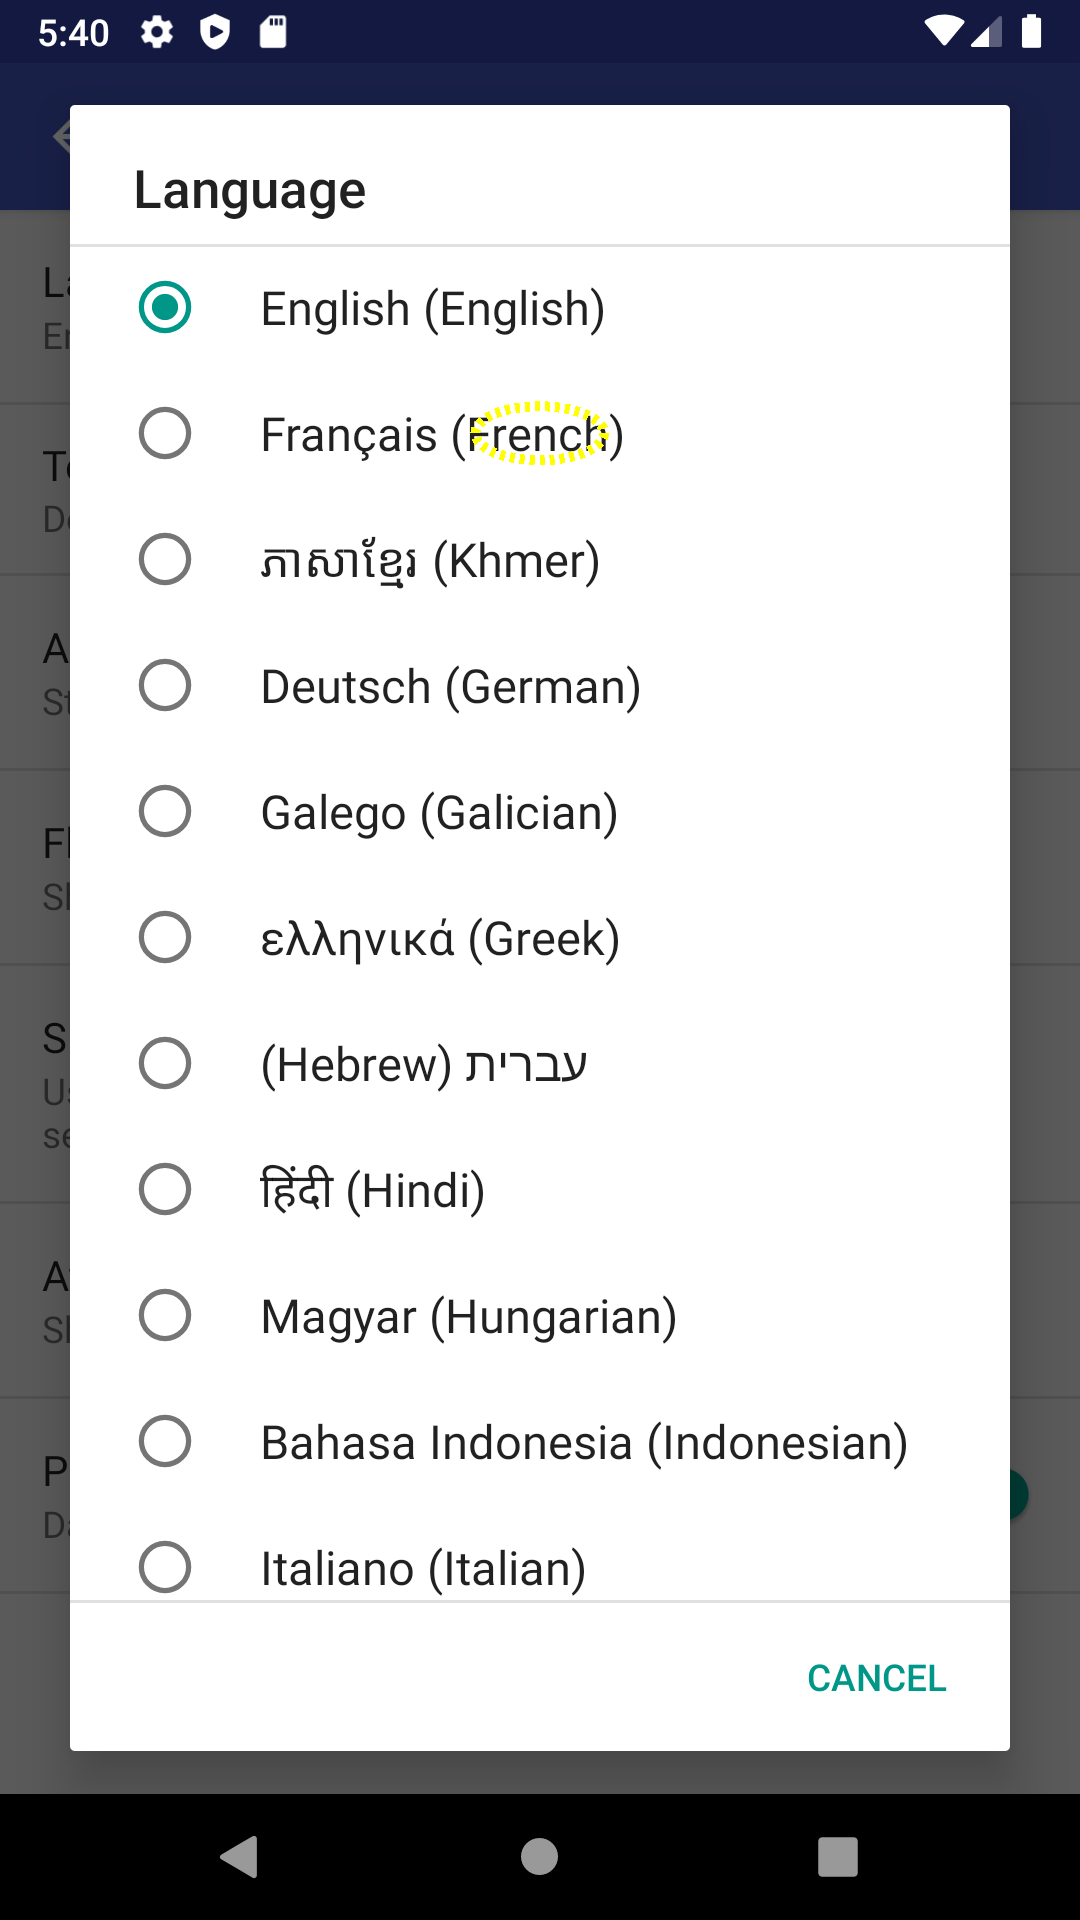 5:40
Language
English (English)
Français (French)
ភាសាខ្មែរ (Khmer)
Deutsch (German)
Galego (Galician)
ελληνικά (Greek)
(Hebrew) עברית
हिंदी (Hindi)
Magyar (Hungarian)
Bahasa Indonesia (Indonesian)
Italiano (Italian)
CANCEL